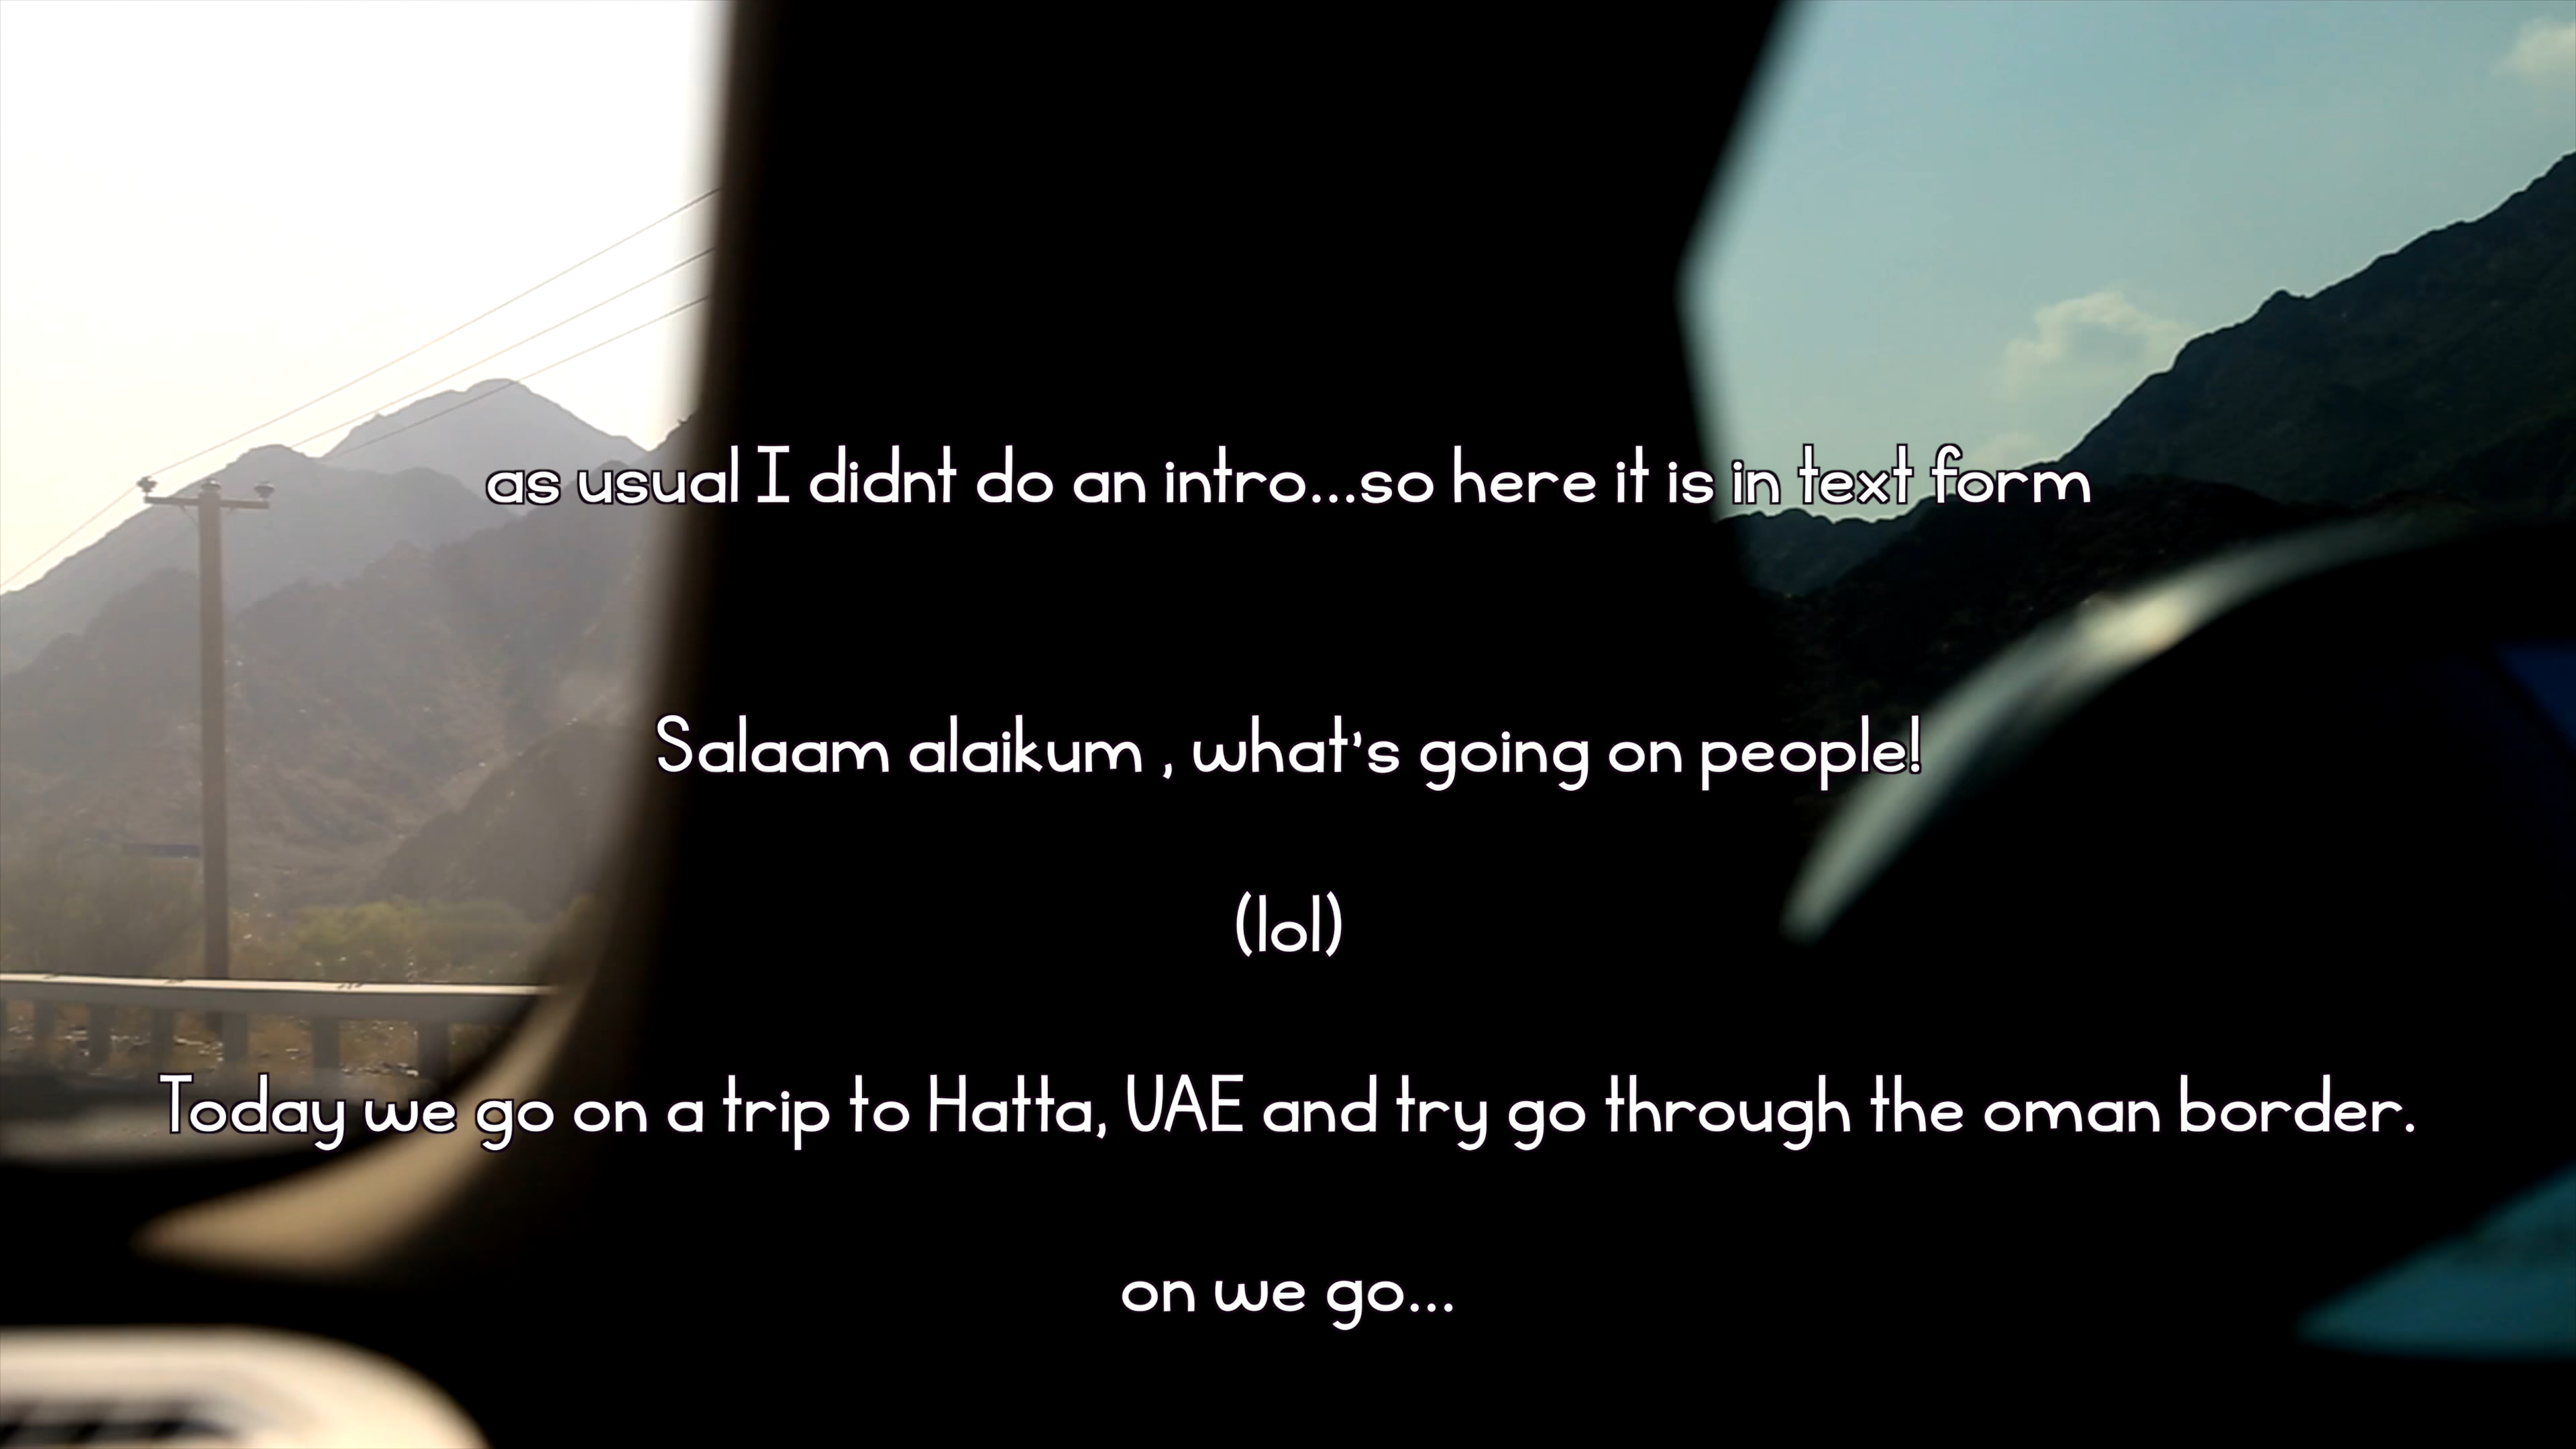 as usual I didnt do an intro...so here it is in text form
Salaam alaikum , what's going on people!
(lol)
Today we go on a trip to Hatta, UAE and try go through the oman border.
on we go...